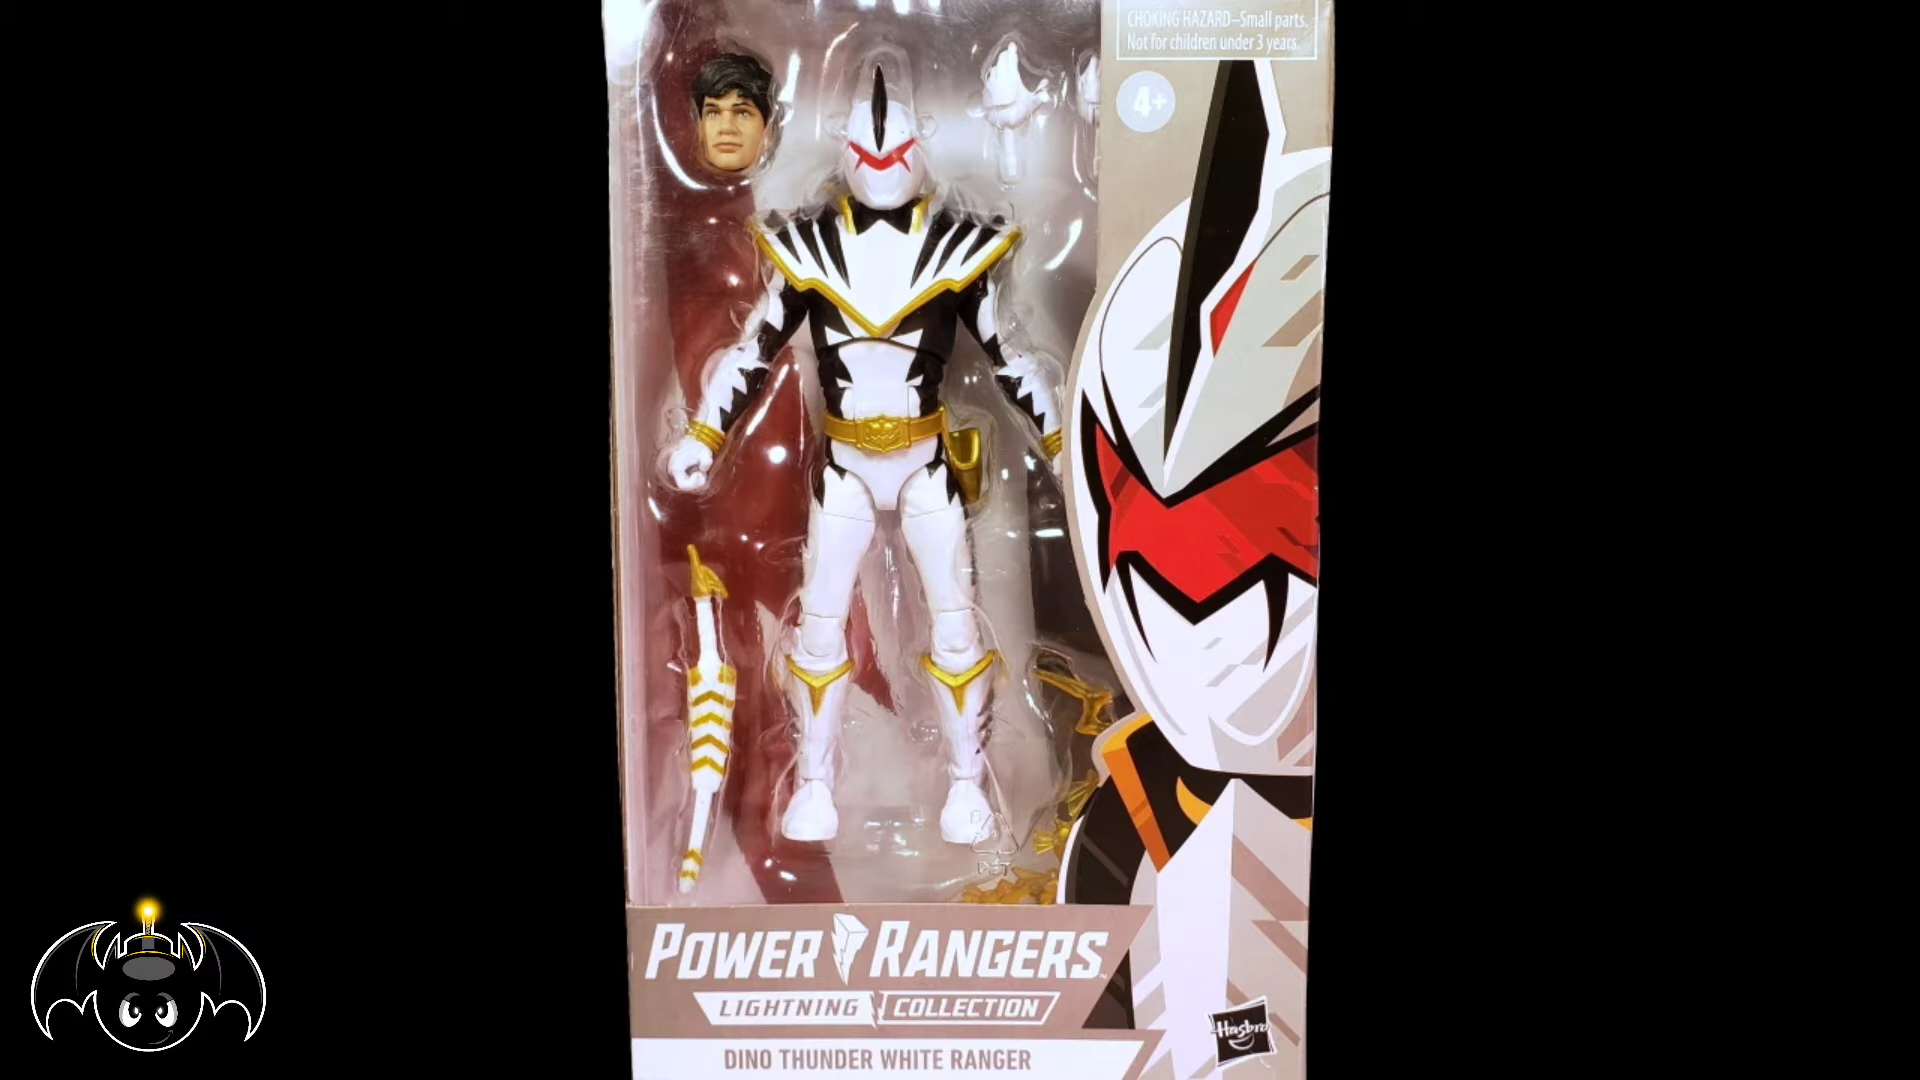 CHOKING HAZARD–Small parts.
Not for children under 3 years.
4+
PET
POWER RANGERS
LIGHTNING COLLECTION
DINO THUNDER WHITE RANGER
Hasbro